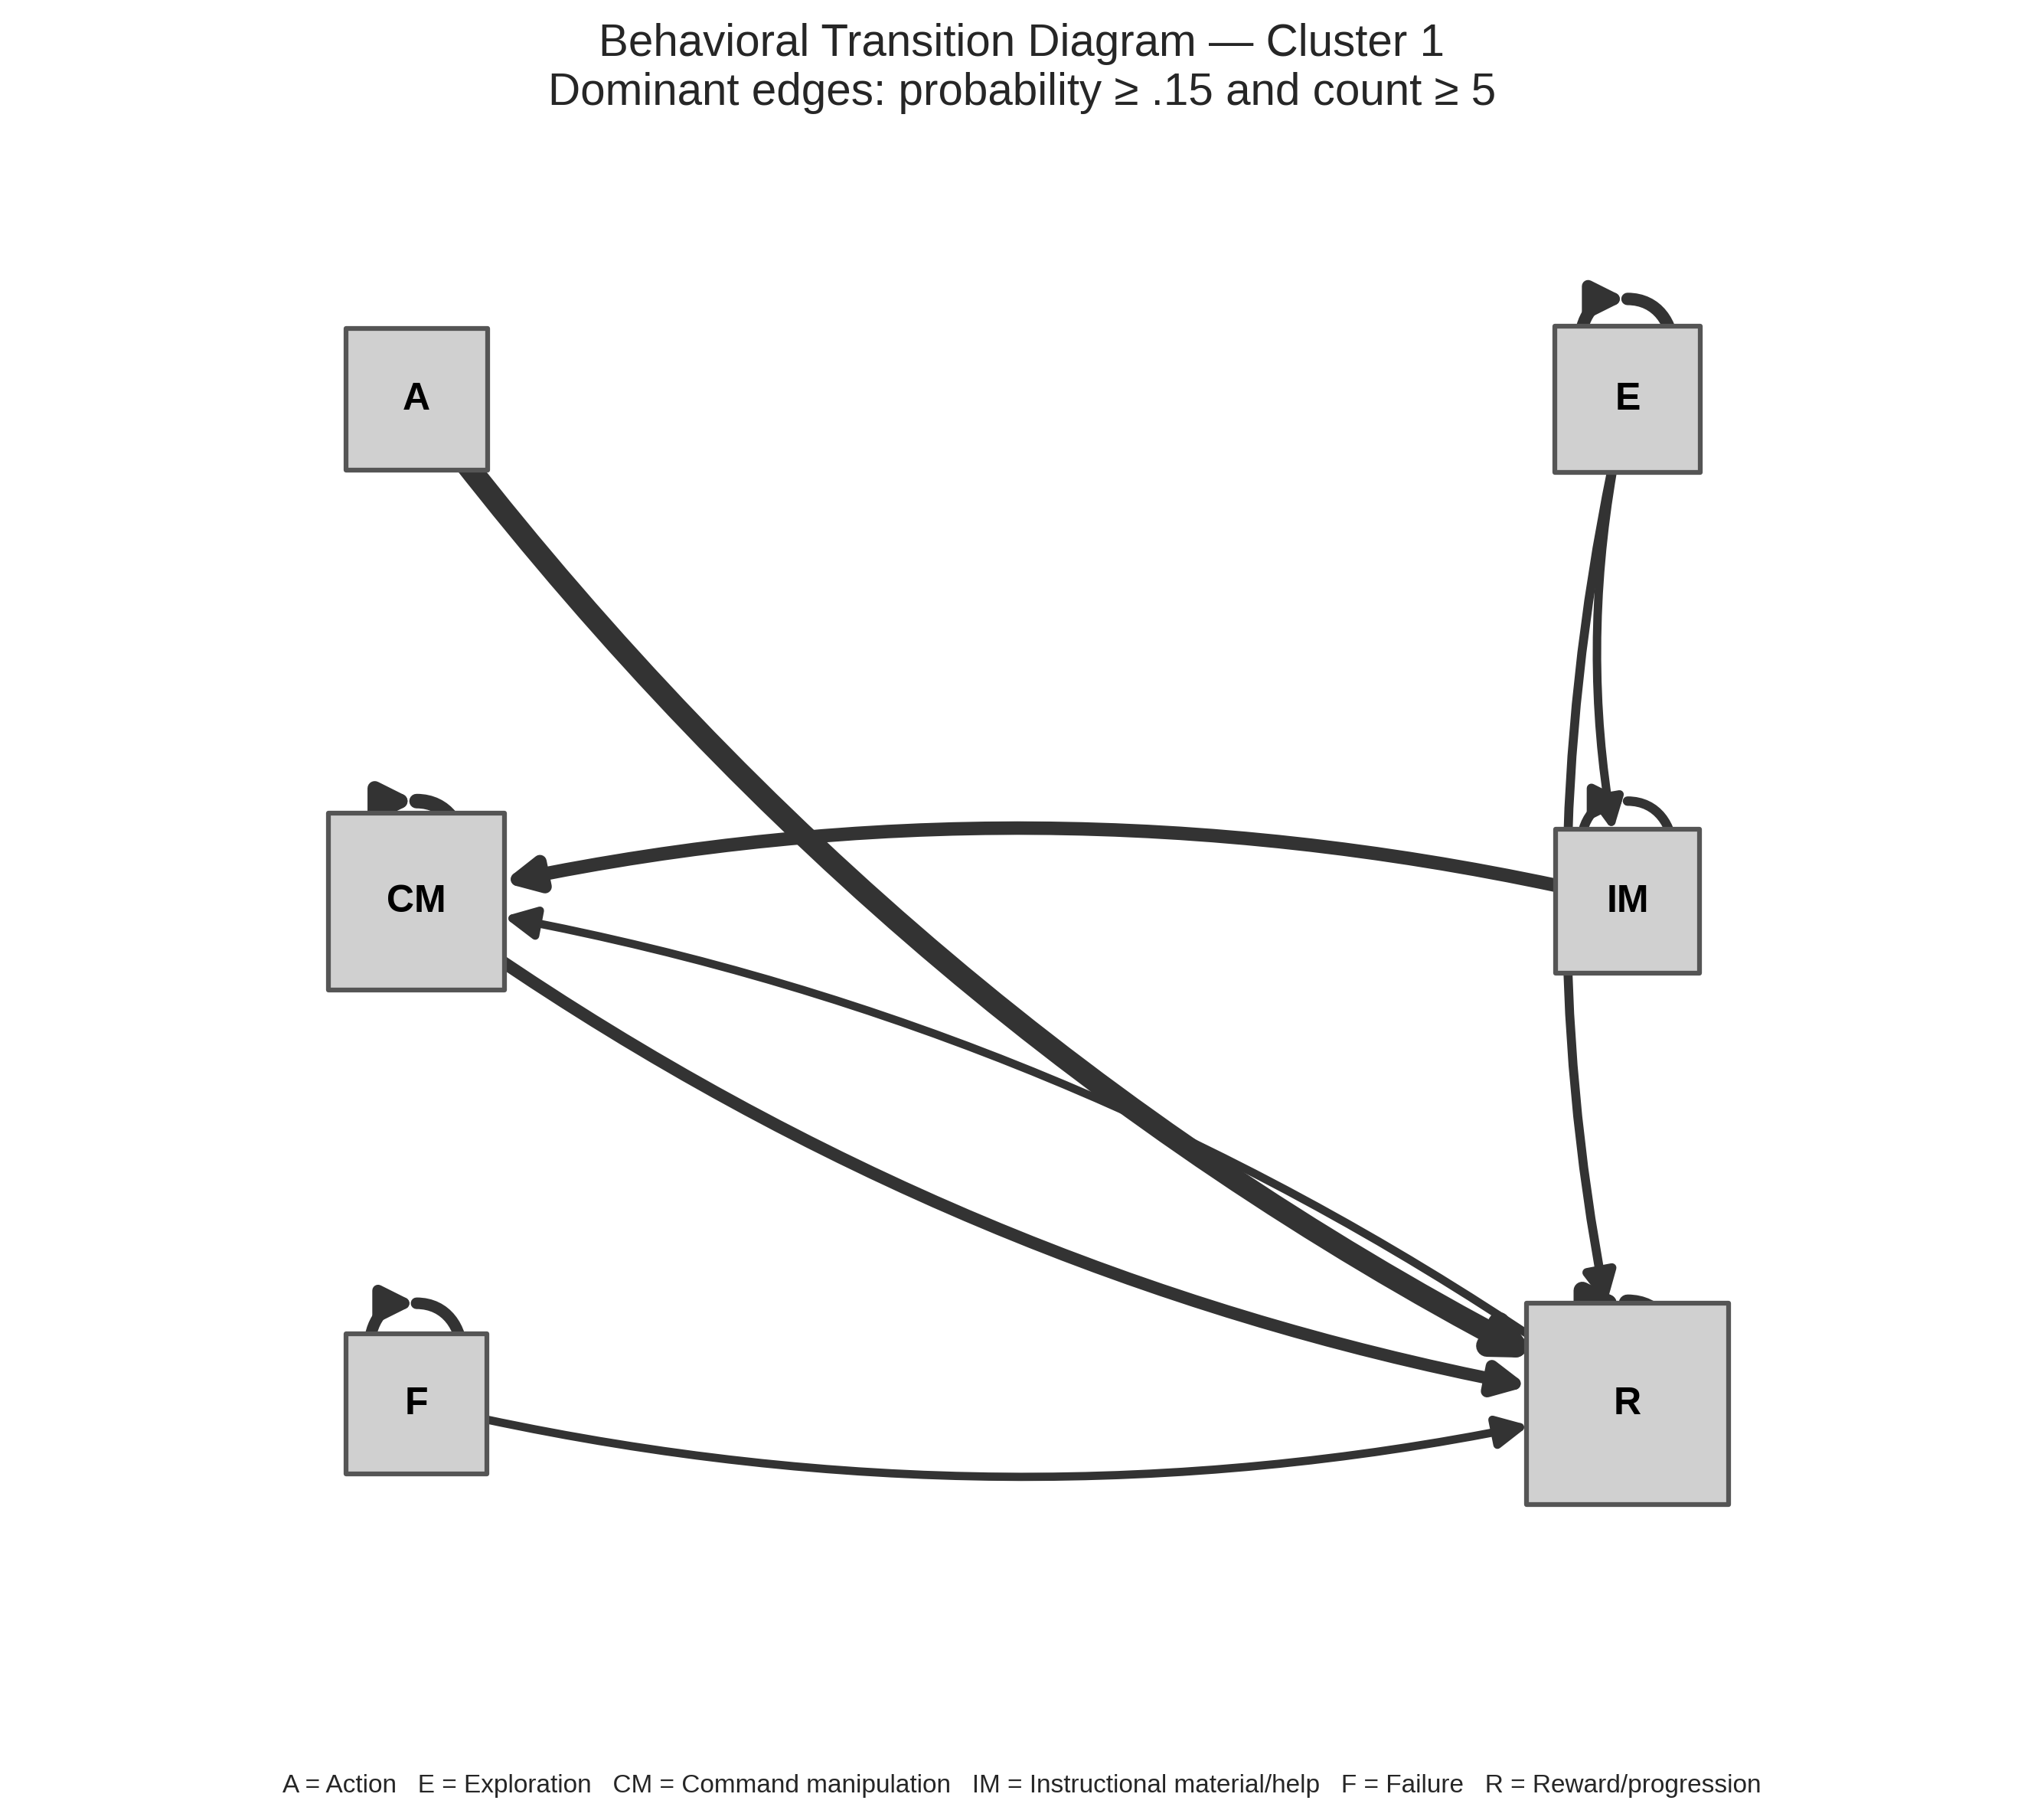 Behavioral Transition Diagram — Cluster 1
Dominant edges: probability ≥ .15 and count ≥ 5
A
E
CM
IM
F
R
A = Action   E = Exploration   CM = Command manipulation   IM = Instructional material/help   F = Failure   R = Reward/progression